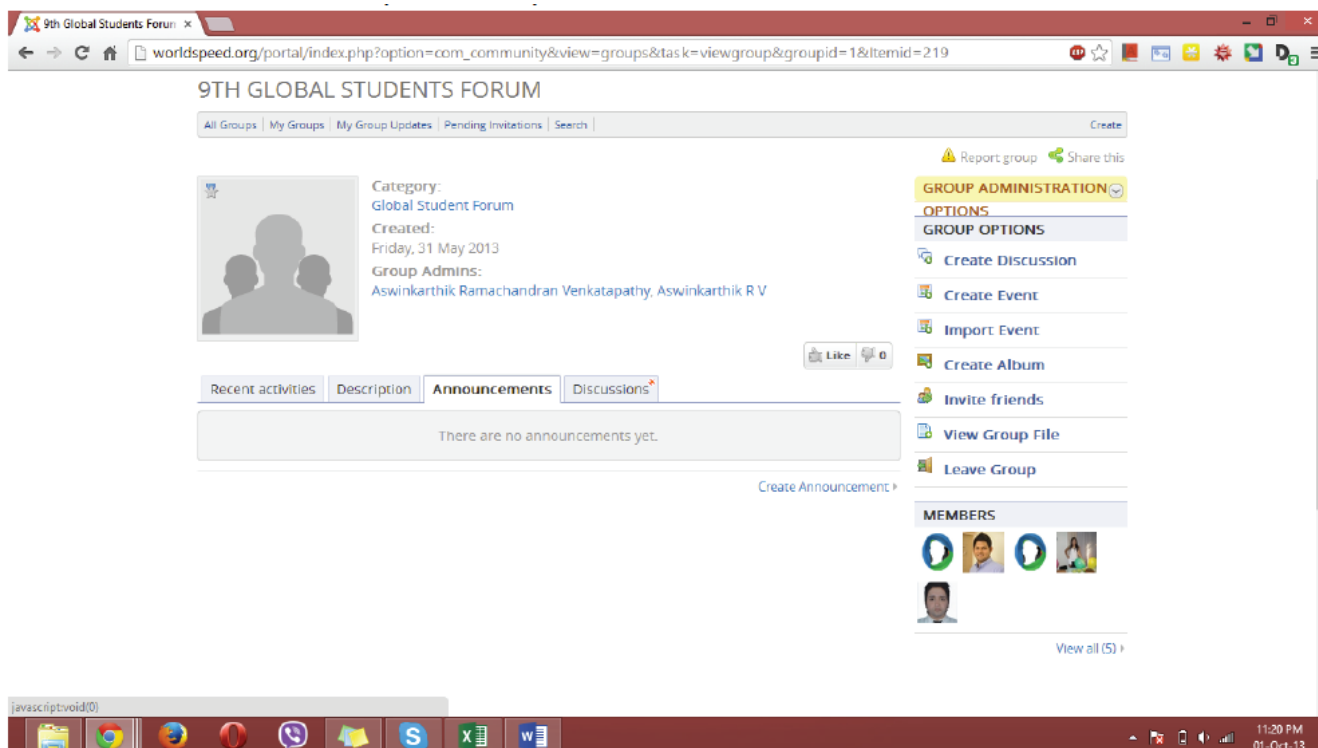 9th Global Students Forun
worldspeed.org/portal/index.php?option=com_community&view=groups&task=viewgroup&groupid=1&Itemid=219
9TH GLOBAL STUDENTS FORUM
All Groups | My Groups | My Group Updates | Pending Invitations | Search | Create
Report group Share this
Category:
Global Student Forum
Created:
Friday, 31 May 2013
Group Admins:
Aswinkarthik Ramachandran Venkatapathy, Aswinkarthik R V
Like 0
Recent activities Description Announcements Discussions
There are no announcements yet.
Create Announcement
GROUP ADMINISTRATION
OPTIONS
GROUP OPTIONS
Create Discussion
Create Event
Import Event
Create Album
Invite friends
View Group File
Leave Group
MEMBERS
View all (5)
javascript:void(0)
11:20 PM
01-Oct-13